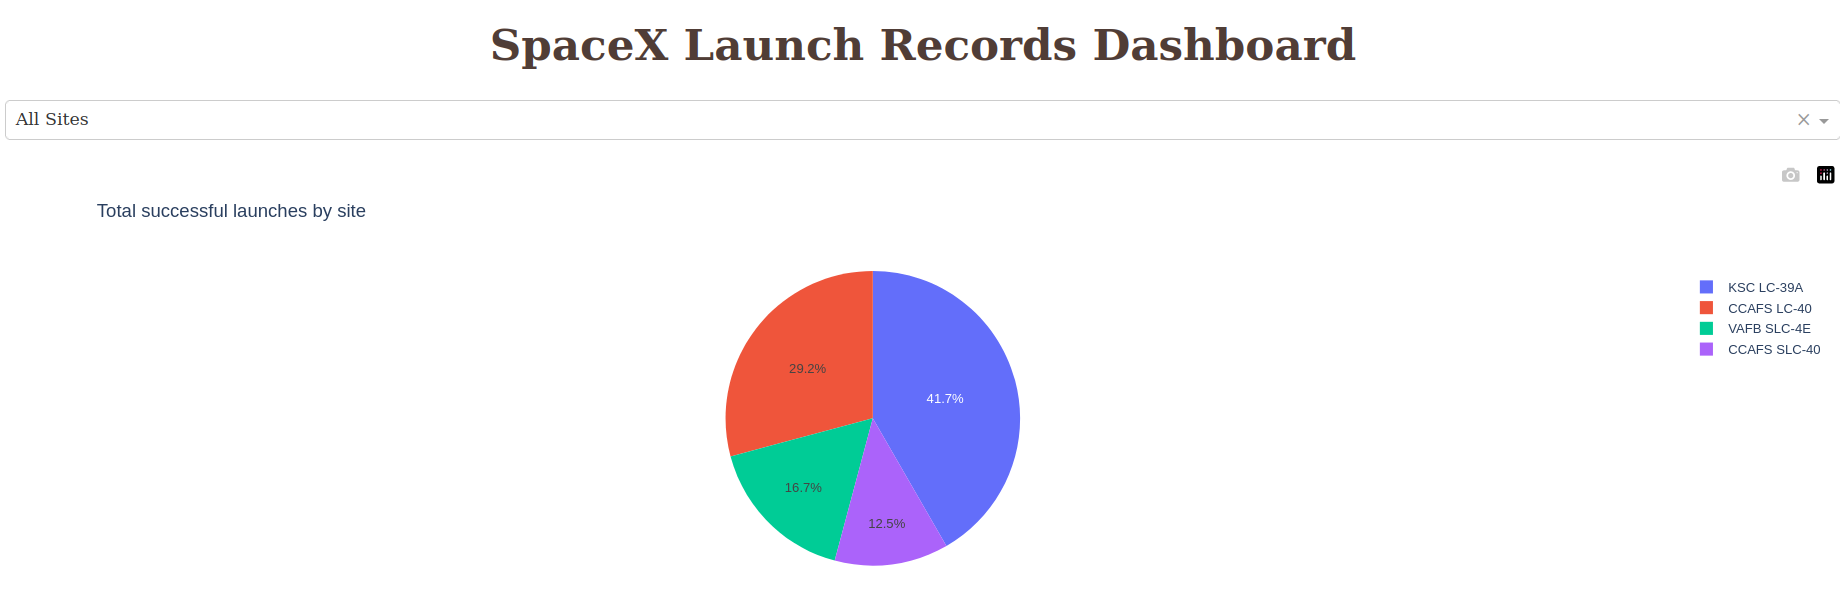 SpaceX Launch Records Dashboard
All Sites
Total successful launches by site
KSC LC-39A
CCAFS LC-40
VAFB SLC-4E
CCAFS SLC-40
29.2%
41.7%
16.7%
12.5%